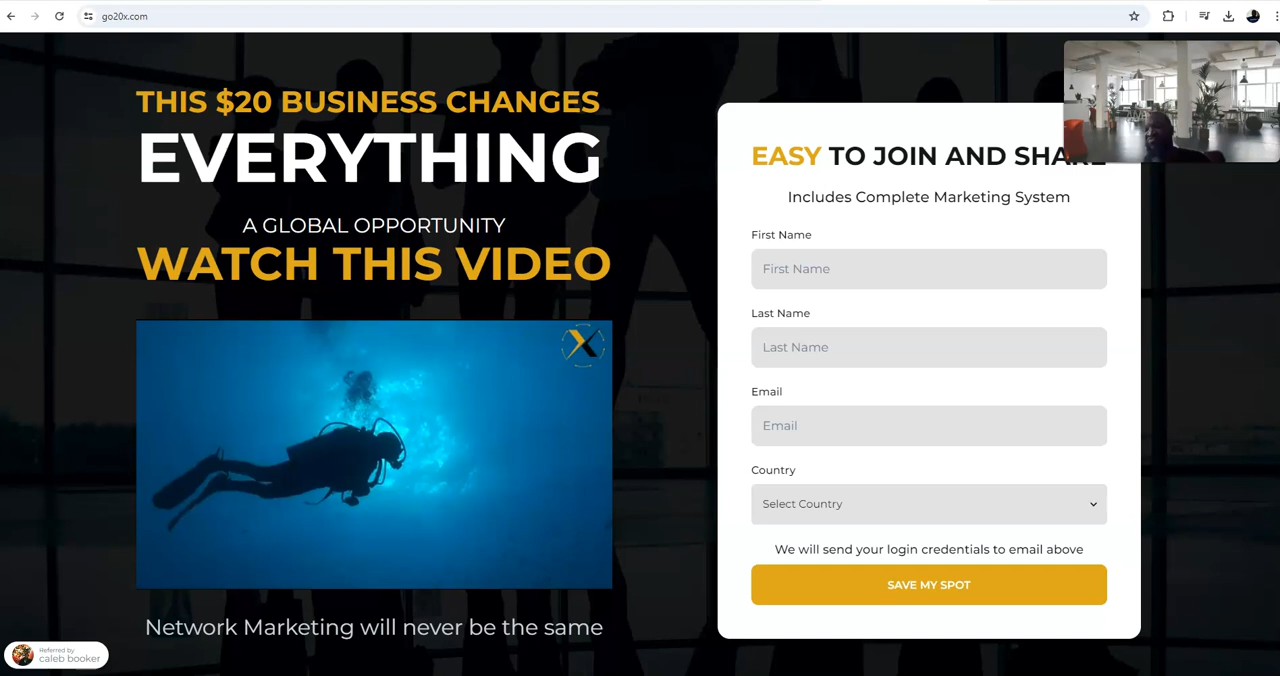 go20x.com
THIS $20 BUSINESS CHANGES
EVERYTHING
A GLOBAL OPPORTUNITY
WATCH THIS VIDEO
Network Marketing will never be the same
Referred by
caleb booker
EASY TO JOIN AND SHARE
Includes Complete Marketing System
First Name
First Name
Last Name
Last Name
Email
Email
Country
Select Country
We will send your login credentials to email above
SAVE MY SPOT